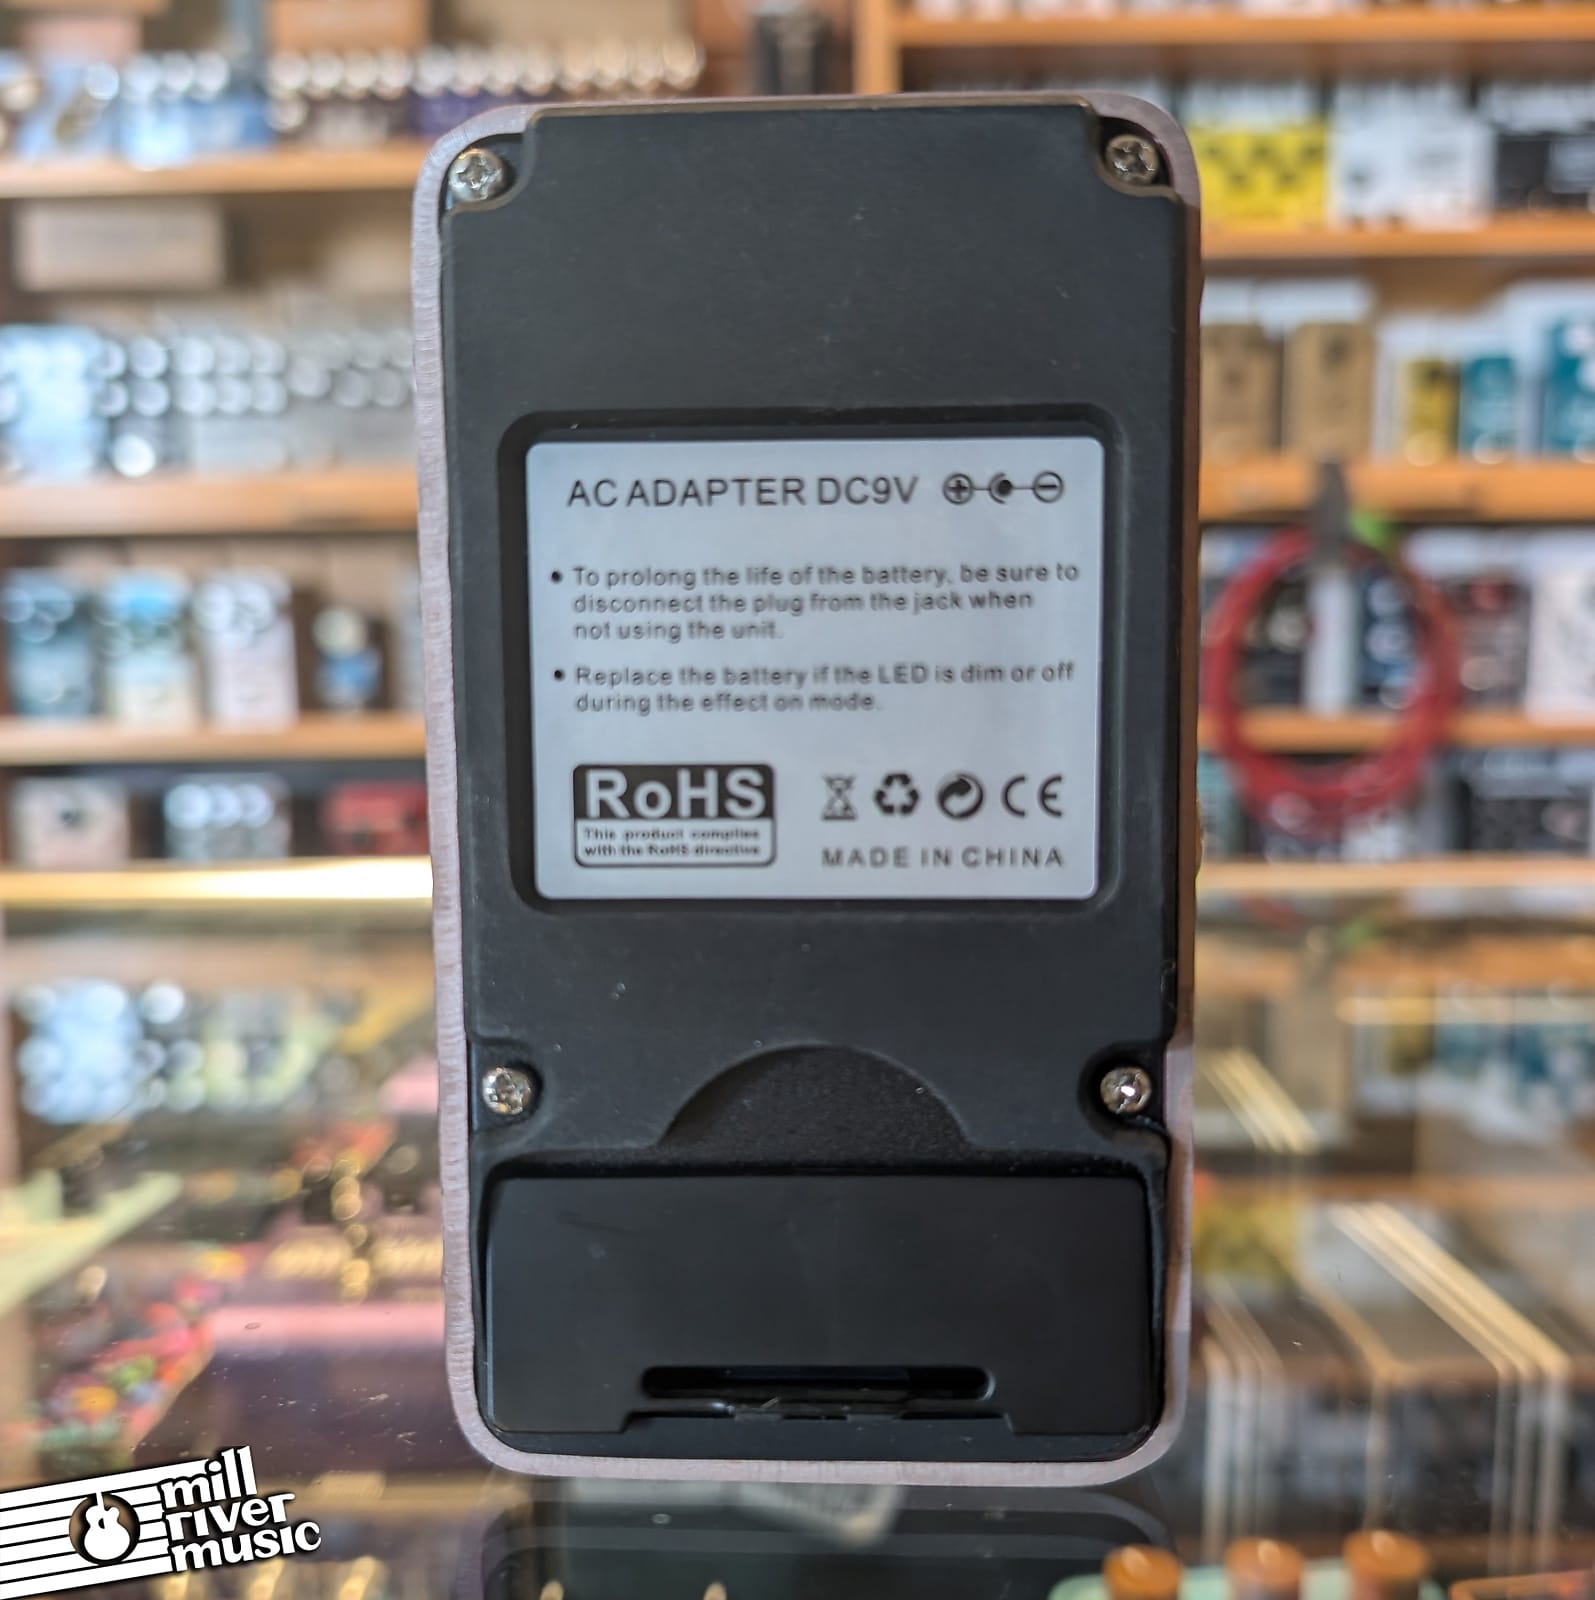 AC ADAPTER DC9V
• To prolong the life of the battery, be sure to
disconnect the plug from the jack when
not using the unit.
• Replace the battery if the LED is dim or off
during the effect on mode.
RoHS
This product complies
with the RoHS directive
CE
MADE IN CHINA
mill
river
music